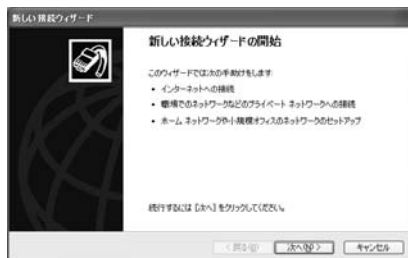 新しい接続ウィザード
新しい接続ウィザードの開始
このウィザードでは次の手助けをします:
• インターネットへの接続
• 職場でのネットワークなどのプライベート ネットワークへの接続
• ホーム ネットワークや小規模オフィスのネットワークのセットアップ
続行するには [次へ] をクリックしてください。
< 戻る(B) 次へ(N) > キャンセル